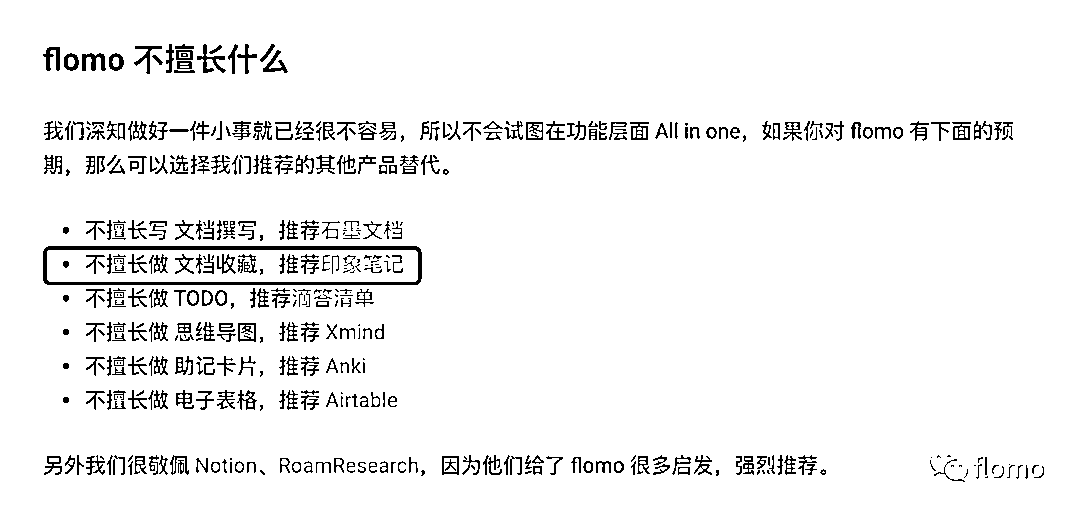 flomo 不擅长什么
我们深知做好一件小事就已经很不容易，所以不会试图在功能层面 All in one，如果你对 flomo 有下面的预
期，那么可以选择我们推荐的其他产品替代。
• 不擅长写 文档撰写，推荐石墨文档
• 不擅长做 文档收藏，推荐印象笔记
• 不擅长做 TODO，推荐滴答清单
• 不擅长做 思维导图，推荐 Xmind
• 不擅长做 助记卡片，推荐 Anki
• 不擅长做 电子表格，推荐 Airtable
另外我们很敬佩 Notion、RoamResearch，因为他们给了 flomo 很多启发，强烈推荐。
flomo